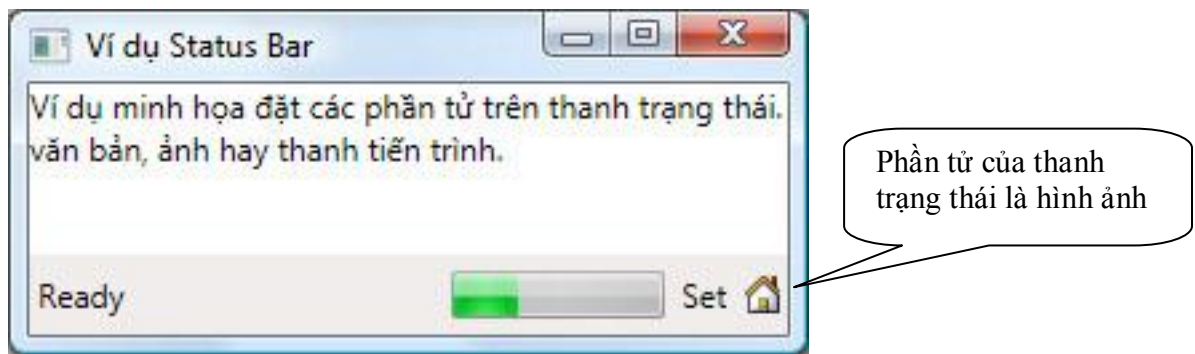 Ví dụ Status Bar
Ví dụ minh họa đặt các phần tử trên thanh trạng thái.
văn bản, ảnh hay thanh tiến trình.
Phần tử của thanh
trạng thái là hình ảnh
Ready
Set